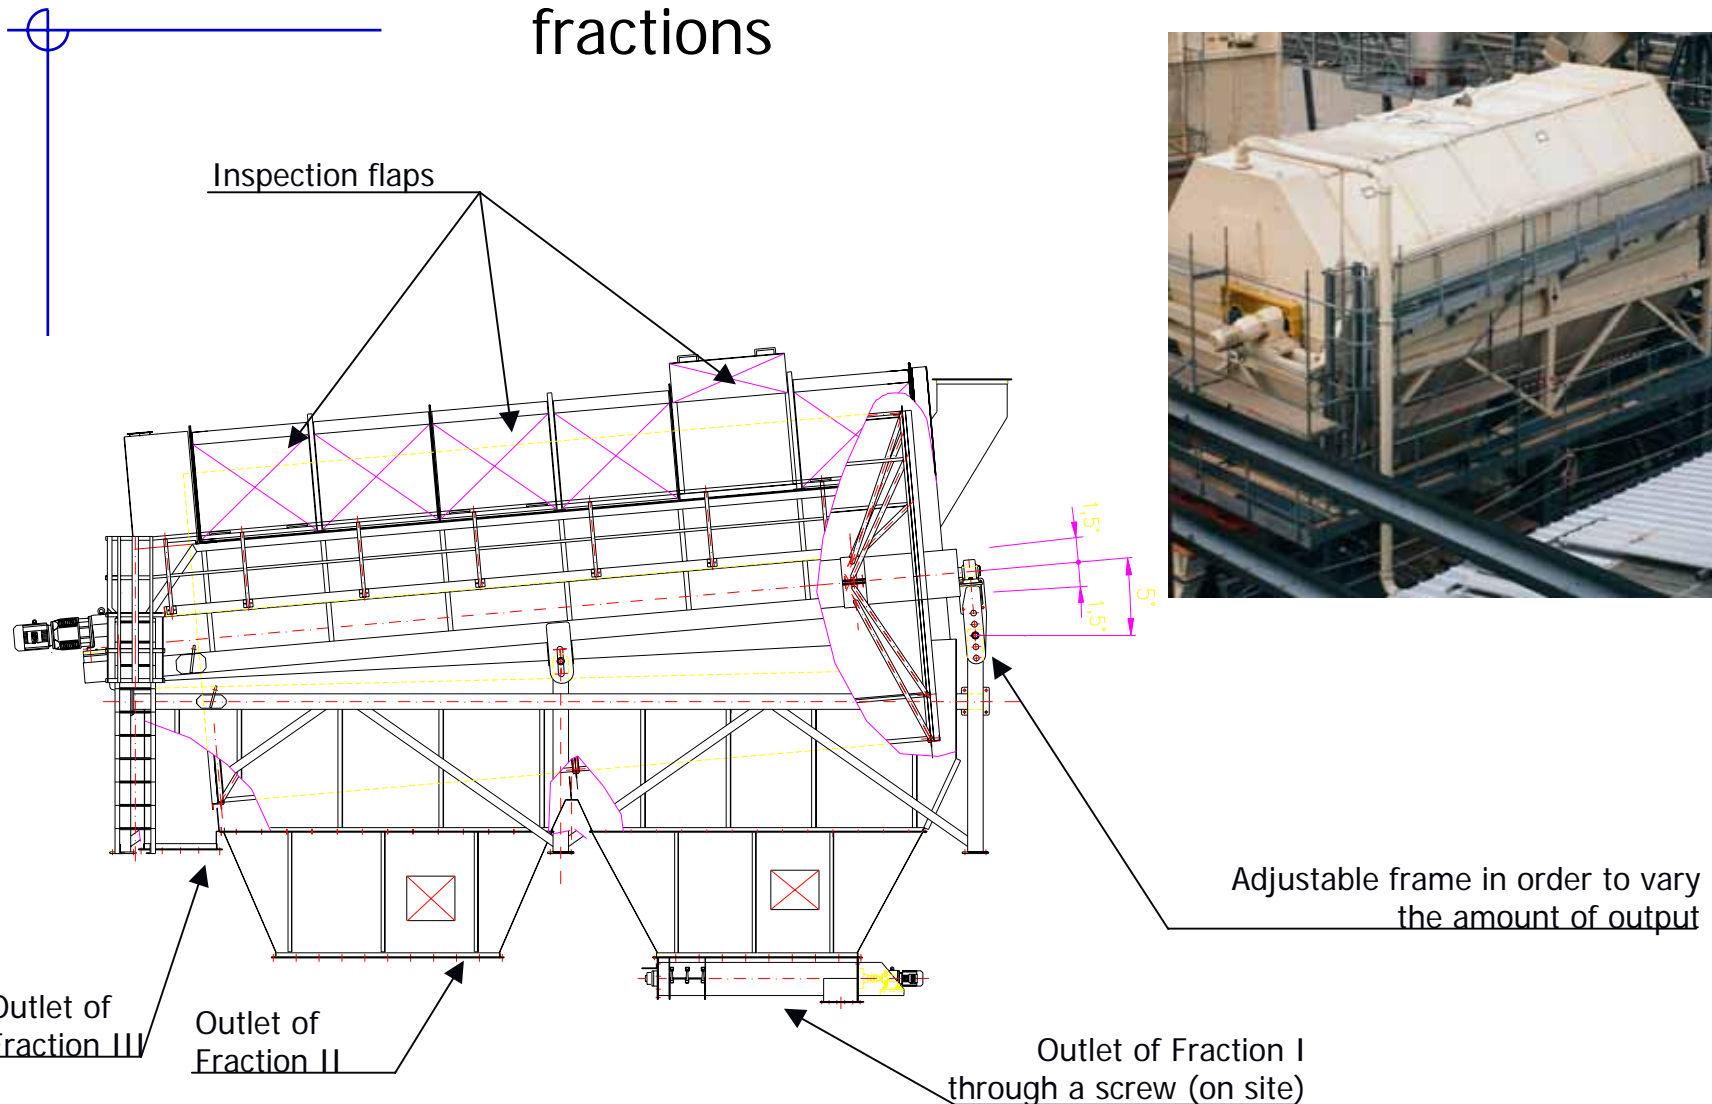 fractions
Inspection flaps
1,5°
5°
1,5°
Adjustable frame in order to vary
the amount of output
Outlet of
Fraction III
Outlet of
Fraction II
Outlet of Fraction I
through a screw (on site)